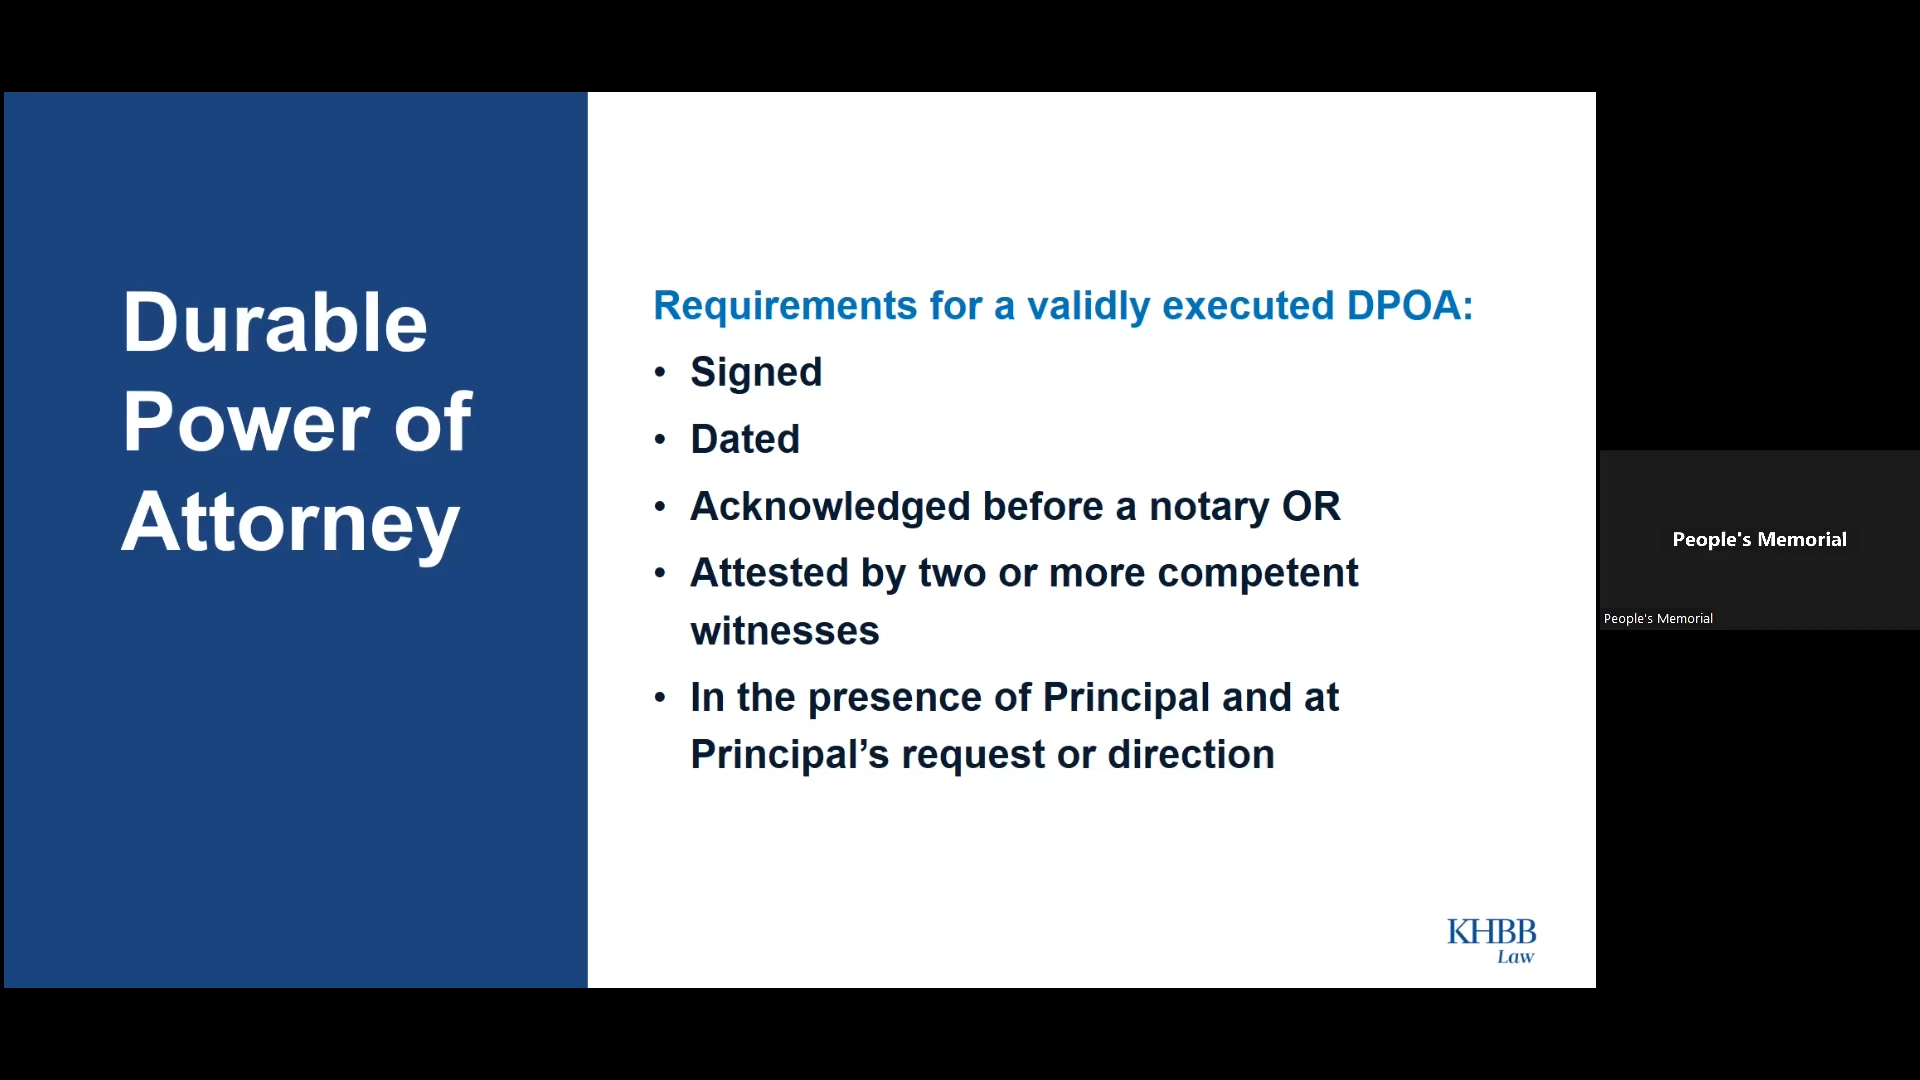 Durable
Power of
Attorney
Requirements for a validly executed DPOA:
• Signed
• Dated
• Acknowledged before a notary OR
• Attested by two or more competent
witnesses
• In the presence of Principal and at
Principal’s request or direction
KHBB
Law
People's Memorial
People's Memorial